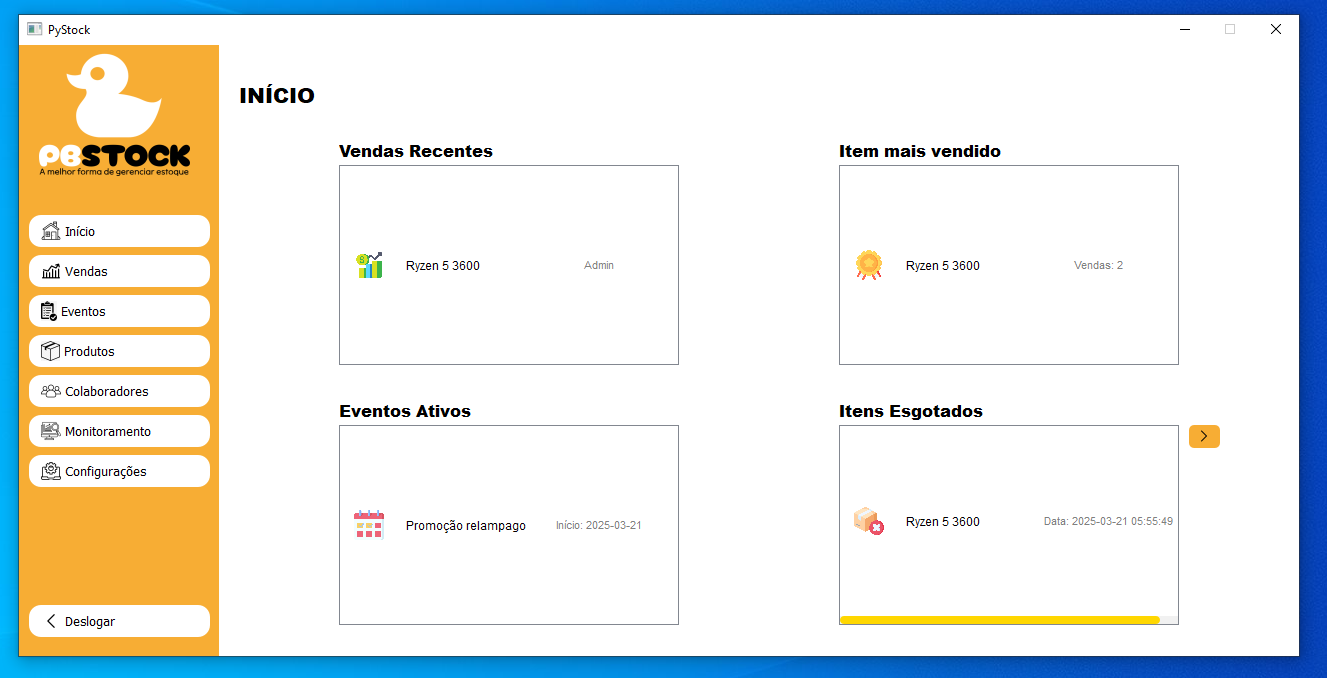 PyStock
PBSTOCK
A melhor forma de gerenciar estoque
Início
Vendas
Eventos
Produtos
Colaboradores
Monitoramento
Configurações
Deslogar
INÍCIO
Vendas Recentes
Ryzen 5 3600 Admin
Item mais vendido
Ryzen 5 3600 Vendas: 2
Eventos Ativos
Promoção relampago Início: 2025-03-21
Itens Esgotados
Ryzen 5 3600 Data: 2025-03-21 05:55:49